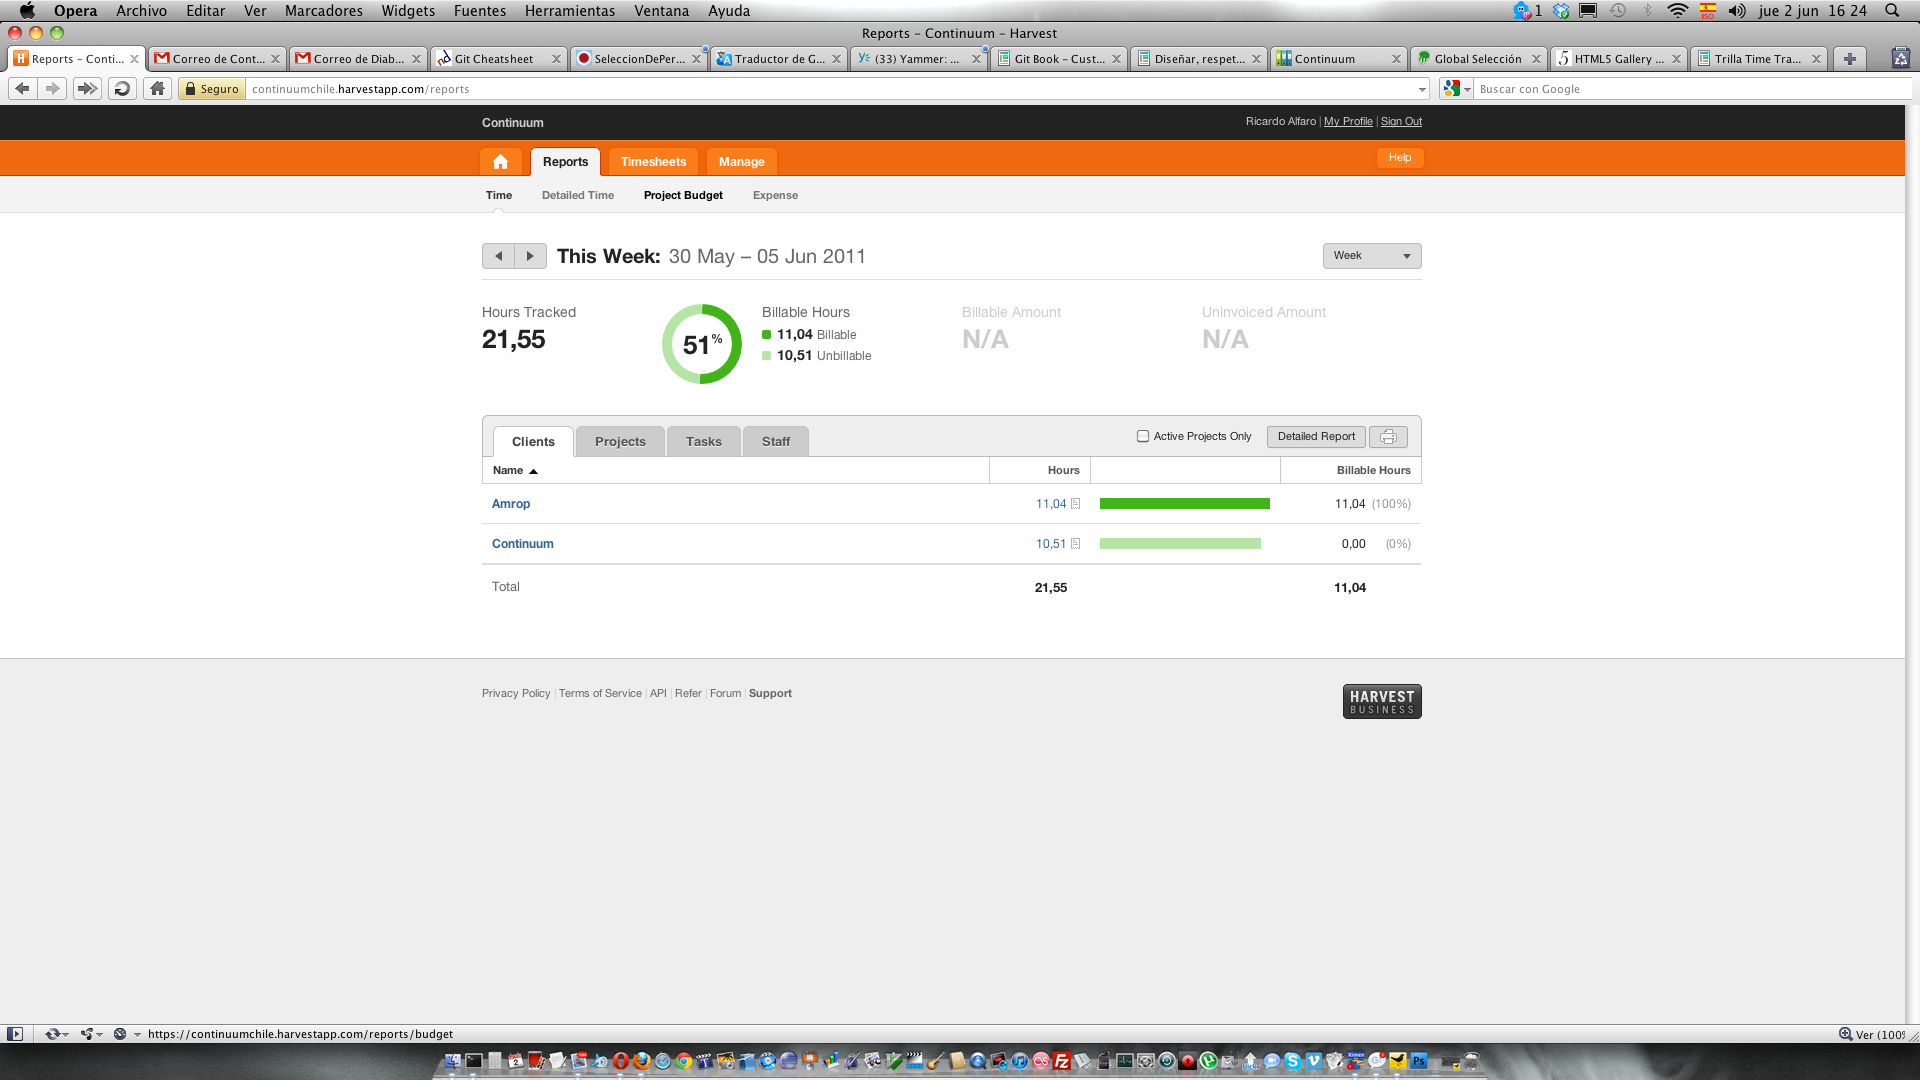 Opera Archivo Editar Ver Marcadores Widgets Fuentes Herramientas Ventana Ayuda
1 ISO jue 2 jun 16 24
Reports – Continuum – Harvest
Reports – Conti... Correo de Cont... Correo de Diab... Git Cheatsheet SeleccionDePer... Traductor de G... (33) Yammer: ... Git Book – Cust... Diseñar, respet... Continuum Global Selección HTML5 Gallery ... Trilla Time Tra...
Seguro continuumchile.harvestapp.com/reports Buscar con Google
Continuum Ricardo Alfaro | My Profile | Sign Out
Reports Timesheets Manage Help
Time Detailed Time Project Budget Expense
This Week: 30 May – 05 Jun 2011 Week
Hours Tracked
21,55
51%
Billable Hours
11,04 Billable
10,51 Unbillable
Billable Amount
N/A
Uninvoiced Amount
N/A
Clients Projects Tasks Staff Active Projects Only Detailed Report
Name Hours Billable Hours
Amrop 11,04 11,04 (100%)
Continuum 10,51 0,00 (0%)
Total 21,55 11,04
Privacy Policy | Terms of Service | API | Refer | Forum | Support
HARVEST
BUSINESS
https://continuumchile.harvestapp.com/reports/budget Ver (100%
Ps